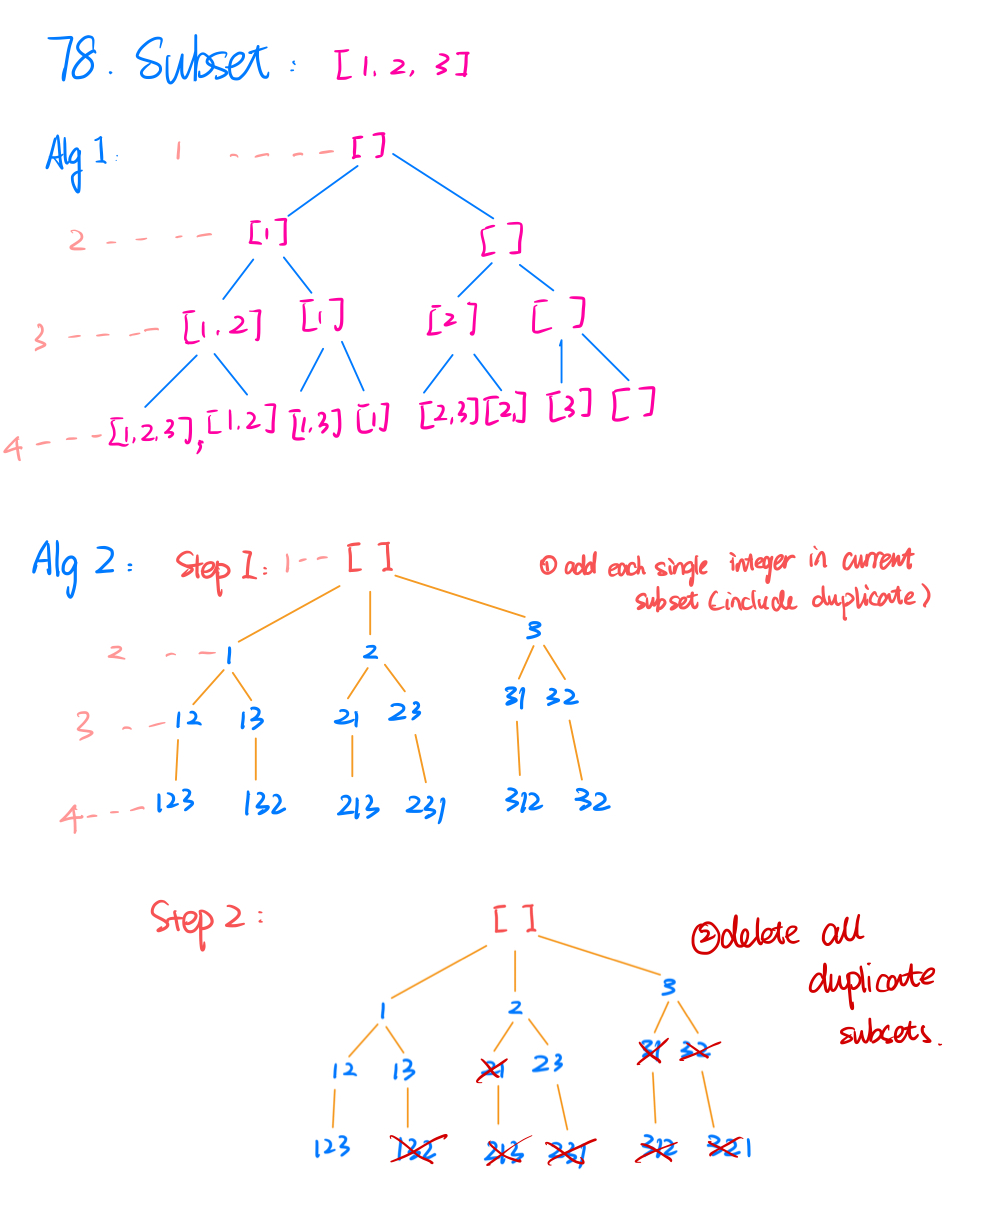 78. Subset: [1, 2, 3]
Alg 1: 1 ---- []
2 ---- [1] []
3 ---- [1, 2] [1] [2] []
4 ---- [1,2,3], [1,2] [1,3] [1] [2,3] [2,] [3] []
Alg 2: Step 1: 1-- [] ① add each single integer in current
subset (include duplicate)
2 --- 1 2 3
3 --- 12 13 21 23 31 32
4---- 123 132 213 231 312 32
Step 2: [] ② delete all
duplicate
subsets.
1 2 3
12 13 21 23 31 32
123 132 213 231 312 321